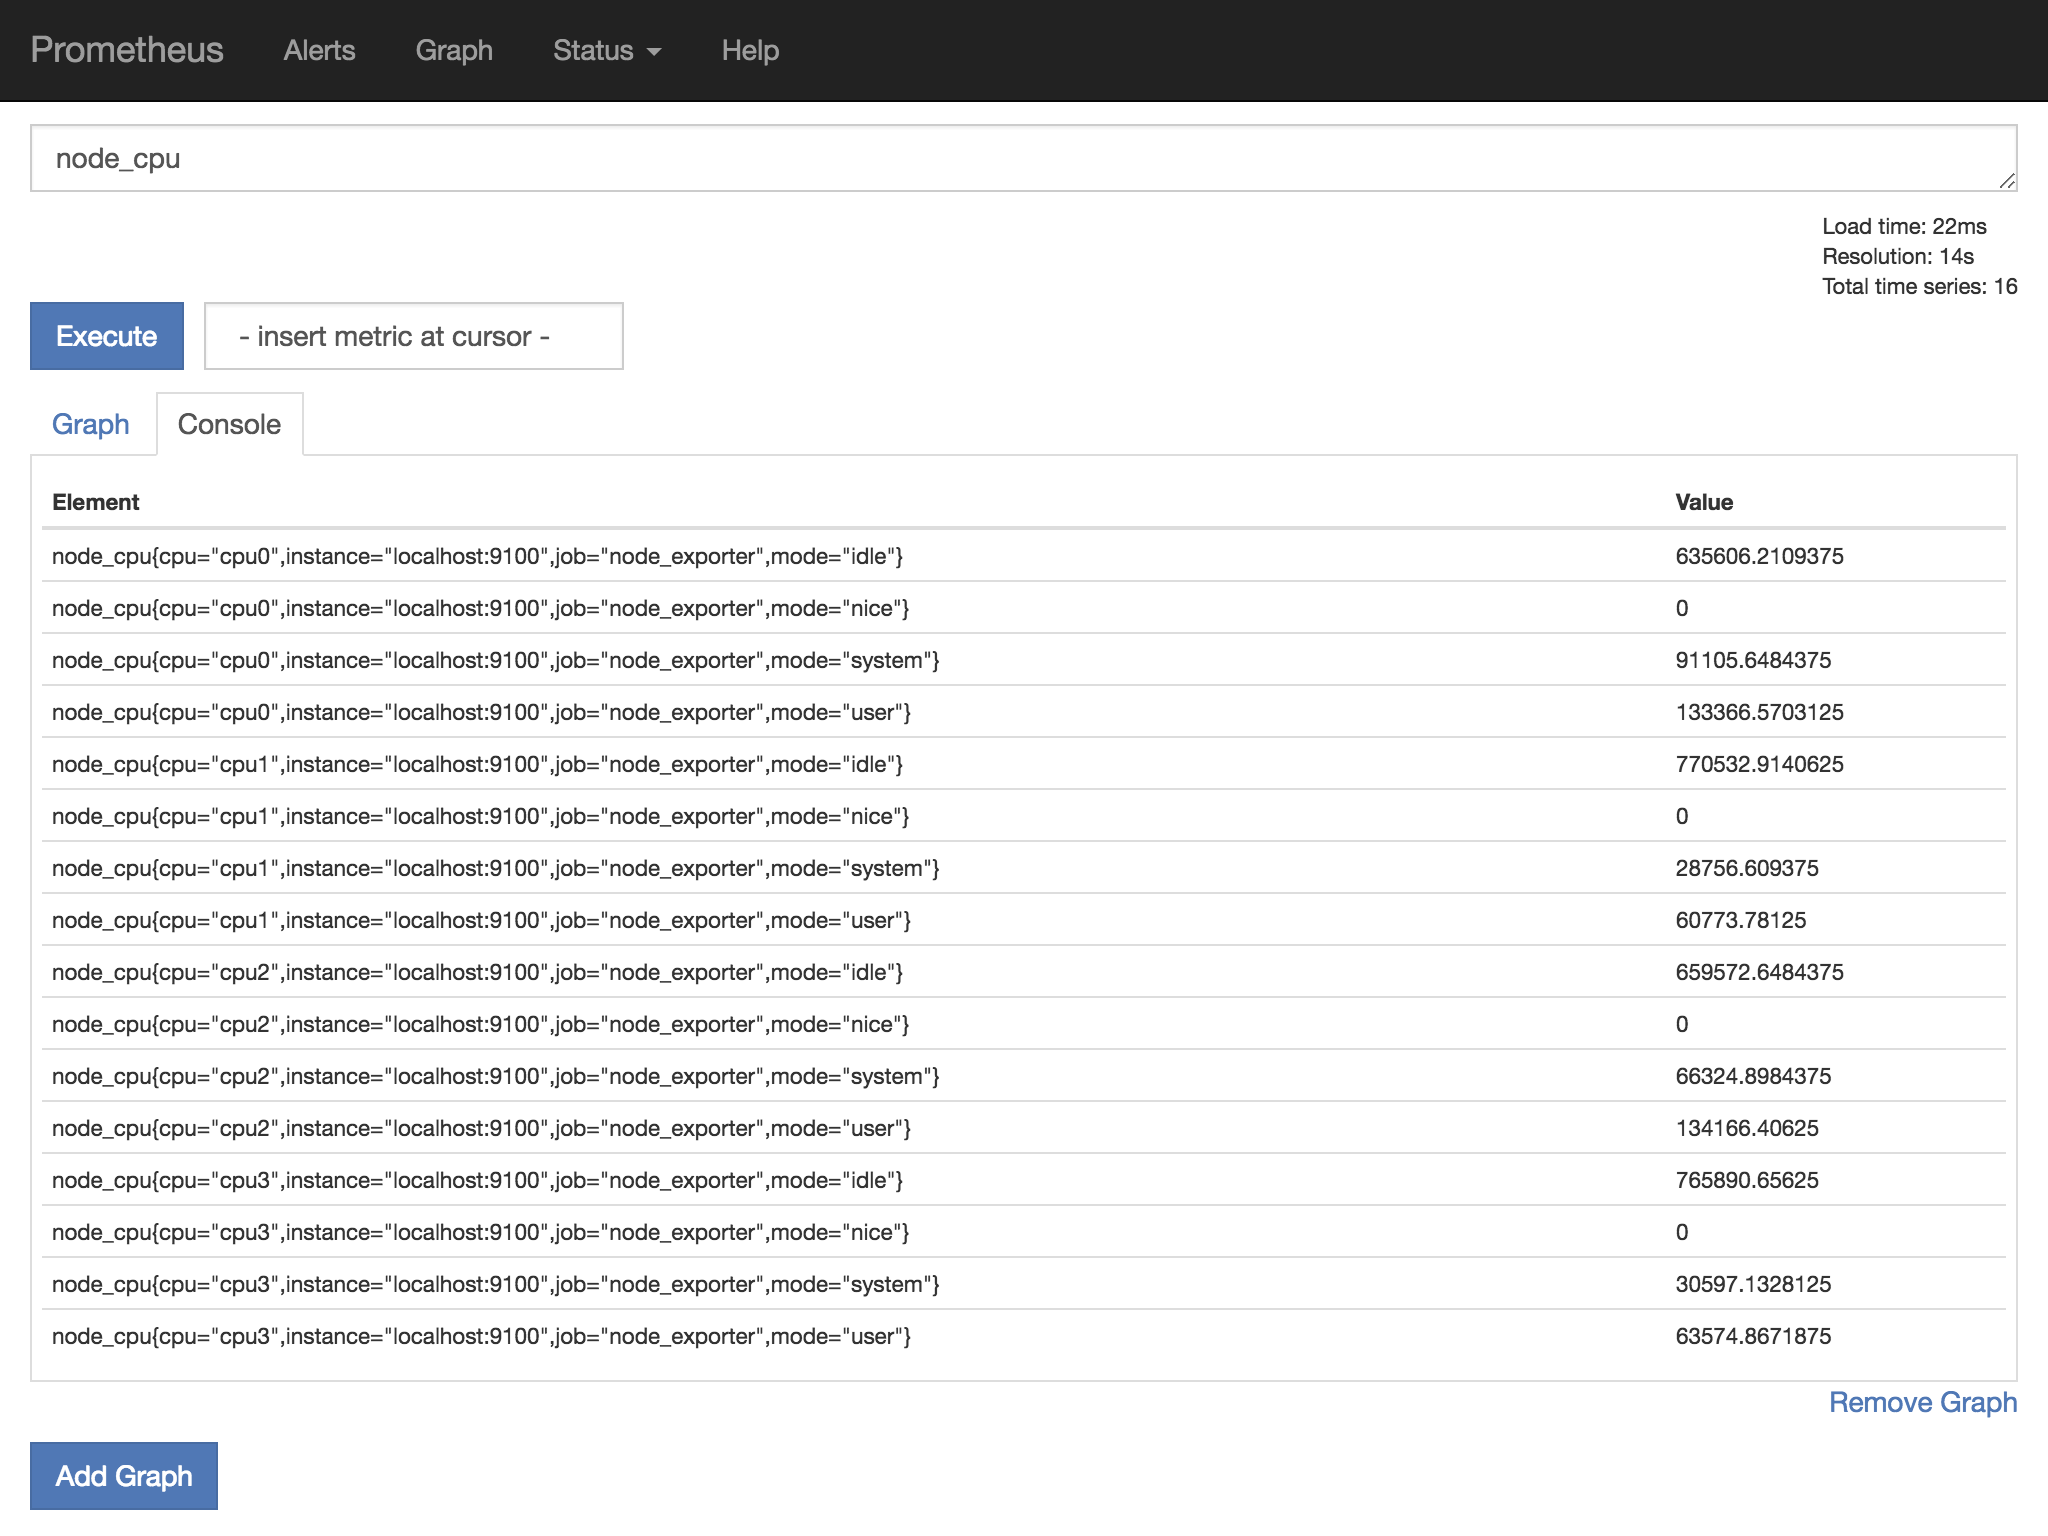 Prometheus Alerts Graph Status Help
node_cpu
Load time: 22ms
Resolution: 14s
Total time series: 16
Execute - insert metric at cursor -
Graph Console
Element Value
node_cpu{cpu="cpu0",instance="localhost:9100",job="node_exporter",mode="idle"} 635606.2109375
node_cpu{cpu="cpu0",instance="localhost:9100",job="node_exporter",mode="nice"} 0
node_cpu{cpu="cpu0",instance="localhost:9100",job="node_exporter",mode="system"} 91105.6484375
node_cpu{cpu="cpu0",instance="localhost:9100",job="node_exporter",mode="user"} 133366.5703125
node_cpu{cpu="cpu1",instance="localhost:9100",job="node_exporter",mode="idle"} 770532.9140625
node_cpu{cpu="cpu1",instance="localhost:9100",job="node_exporter",mode="nice"} 0
node_cpu{cpu="cpu1",instance="localhost:9100",job="node_exporter",mode="system"} 28756.609375
node_cpu{cpu="cpu1",instance="localhost:9100",job="node_exporter",mode="user"} 60773.78125
node_cpu{cpu="cpu2",instance="localhost:9100",job="node_exporter",mode="idle"} 659572.6484375
node_cpu{cpu="cpu2",instance="localhost:9100",job="node_exporter",mode="nice"} 0
node_cpu{cpu="cpu2",instance="localhost:9100",job="node_exporter",mode="system"} 66324.8984375
node_cpu{cpu="cpu2",instance="localhost:9100",job="node_exporter",mode="user"} 134166.40625
node_cpu{cpu="cpu3",instance="localhost:9100",job="node_exporter",mode="idle"} 765890.65625
node_cpu{cpu="cpu3",instance="localhost:9100",job="node_exporter",mode="nice"} 0
node_cpu{cpu="cpu3",instance="localhost:9100",job="node_exporter",mode="system"} 30597.1328125
node_cpu{cpu="cpu3",instance="localhost:9100",job="node_exporter",mode="user"} 63574.8671875
Remove Graph
Add Graph